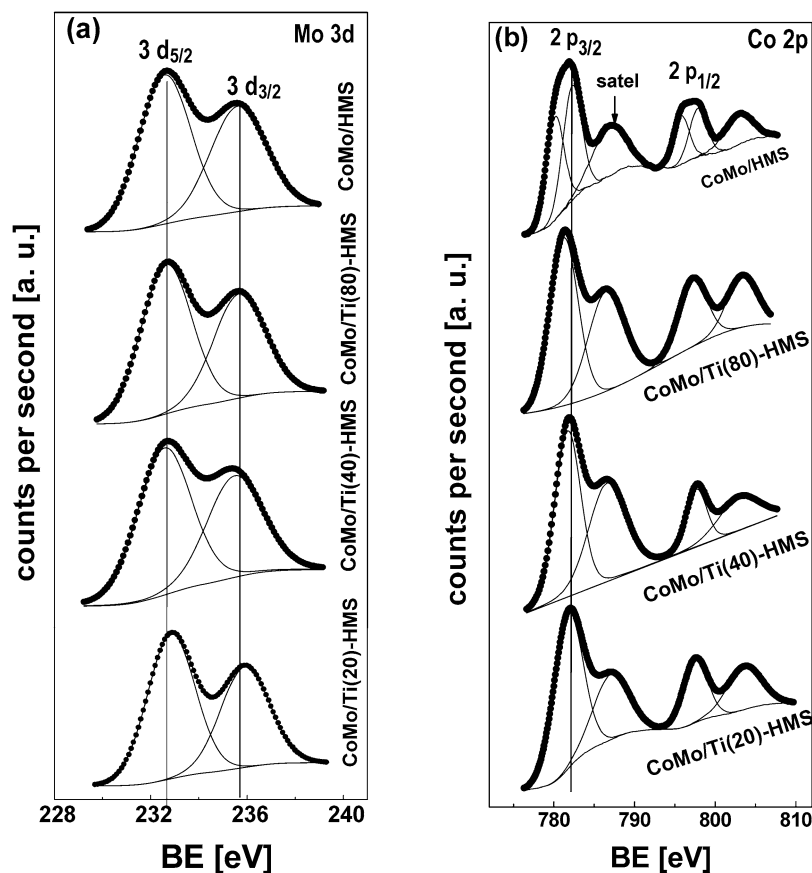 (a)
Mo 3d
3 d5/2
3 d3/2
CoMo/HMS
CoMo/Ti(80)-HMS
CoMo/Ti(40)-HMS
CoMo/Ti(20)-HMS
counts per second [a. u.]
228 232 236 240
BE [eV]
(b)
Co 2p
2 p3/2
satel
2 p1/2
CoMo/HMS
CoMo/Ti(80)-HMS
CoMo/Ti(40)-HMS
CoMo/Ti(20)-HMS
counts per second [a. u.]
780 790 800 810
BE [eV]